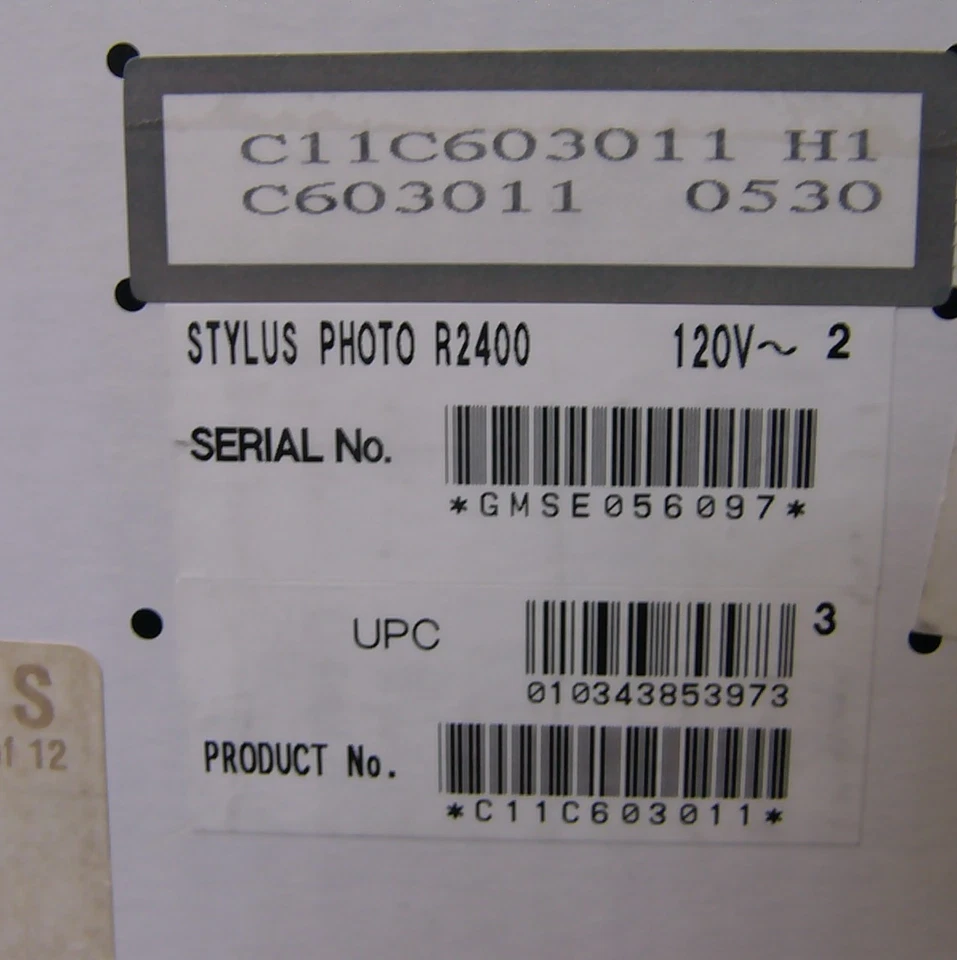 C11C603011 H1
C603011 0530
STYLUS PHOTO R2400 120V～ 2
SERIAL No.
*GMSE056097*
UPC
3
010343853973
PRODUCT No.
*C11C603011*
S
12